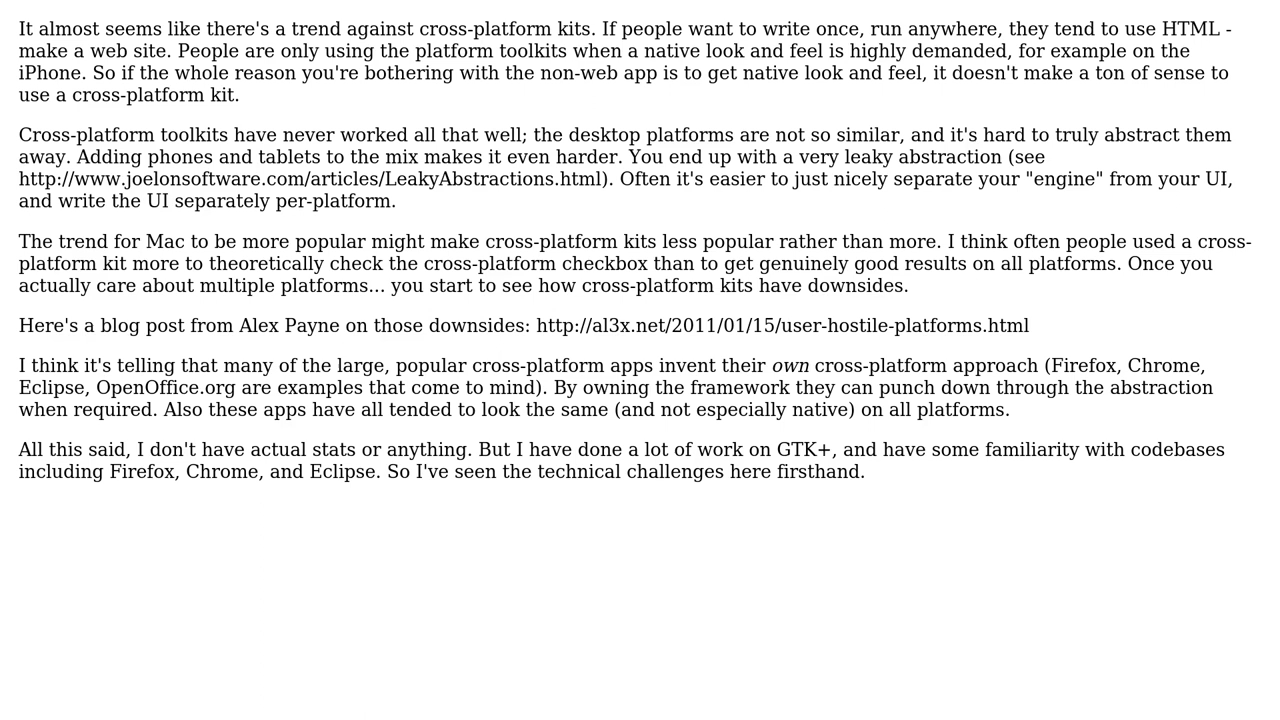 It almost seems like there's a trend against cross-platform kits. If people want to write once, run anywhere, they tend to use HTML -
make a web site. People are only using the platform toolkits when a native look and feel is highly demanded, for example on the
iPhone. So if the whole reason you're bothering with the non-web app is to get native look and feel, it doesn't make a ton of sense to
use a cross-platform kit.
Cross-platform toolkits have never worked all that well; the desktop platforms are not so similar, and it's hard to truly abstract them
away. Adding phones and tablets to the mix makes it even harder. You end up with a very leaky abstraction (see
http://www.joelonsoftware.com/articles/LeakyAbstractions.html). Often it's easier to just nicely separate your "engine" from your UI,
and write the UI separately per-platform.
The trend for Mac to be more popular might make cross-platform kits less popular rather than more. I think often people used a cross-
platform kit more to theoretically check the cross-platform checkbox than to get genuinely good results on all platforms. Once you
actually care about multiple platforms... you start to see how cross-platform kits have downsides.
Here's a blog post from Alex Payne on those downsides: http://al3x.net/2011/01/15/user-hostile-platforms.html
I think it's telling that many of the large, popular cross-platform apps invent their own cross-platform approach (Firefox, Chrome,
Eclipse, OpenOffice.org are examples that come to mind). By owning the framework they can punch down through the abstraction
when required. Also these apps have all tended to look the same (and not especially native) on all platforms.
All this said, I don't have actual stats or anything. But I have done a lot of work on GTK+, and have some familiarity with codebases
including Firefox, Chrome, and Eclipse. So I've seen the technical challenges here firsthand.